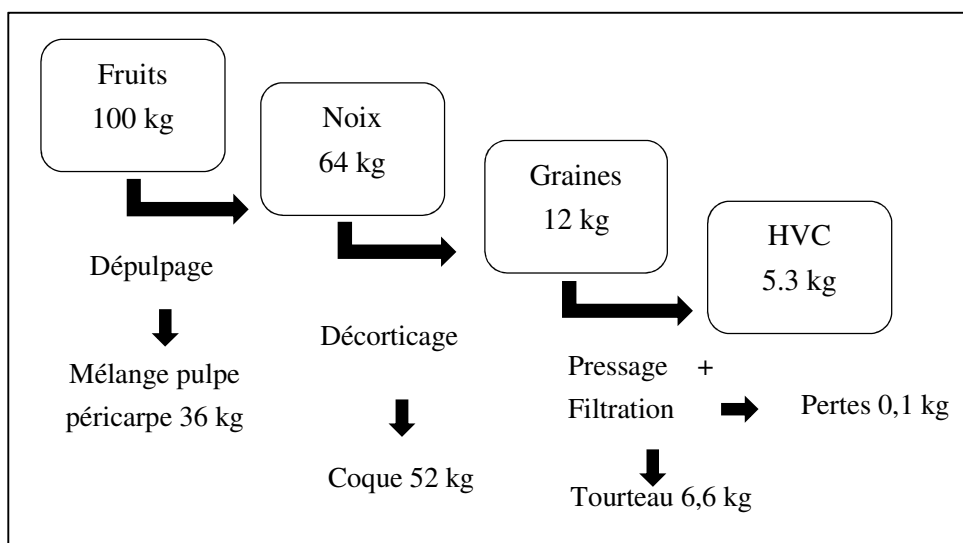 Fruits
100 kg
Noix
64 kg
Graines
12 kg
HVC
5.3 kg
Dépulpage
Mélange pulpe
péricarpe 36 kg
Décorticage
Coque 52 kg
Pressage +
Filtration
Pertes 0,1 kg
Tourteau 6,6 kg